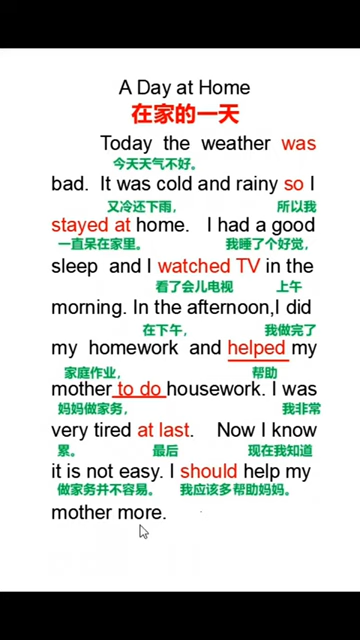 A Day at Home
在家的一天
Today the weather was
今天天气不好。
bad. It was cold and rainy so I
又冷还下雨， 所以我
stayed at home. I had a good
一直呆在家里。 我睡了个好觉，
sleep and I watched TV in the
看了会儿电视 上午
morning. In the afternoon,I did
在下午， 我做完了
my homework and helped my
家庭作业， 帮助
mother to do housework. I was
妈妈做家务， 我非常
very tired at last. Now I know
累。 最后 现在我知道
it is not easy. I should help my
做家务并不容易。 我应该多帮助妈妈。
mother more.